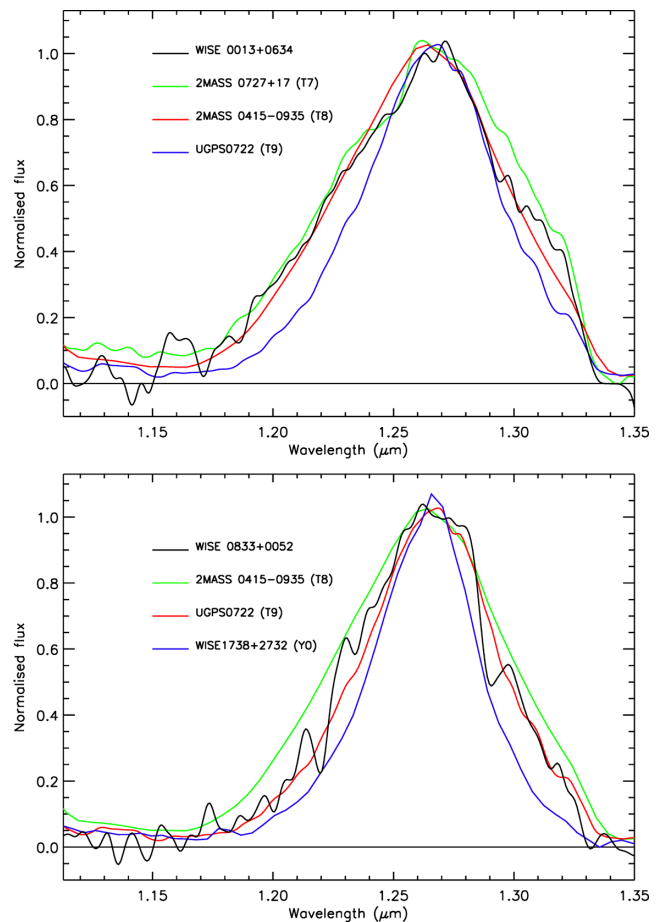 WISE 0013+0634
2MASS 0727+17 (T7)
2MASS 0415-0935 (T8)
UGPS0722 (T9)
Normalised flux
1.0
0.8
0.6
0.4
0.2
0.0
1.15 1.20 1.25 1.30 1.35
Wavelength (μm)
WISE 0833+0052
2MASS 0415-0935 (T8)
UGPS0722 (T9)
WISE1738+2732 (Y0)
Normalised flux
1.0
0.8
0.6
0.4
0.2
0.0
1.15 1.20 1.25 1.30 1.35
Wavelength (μm)